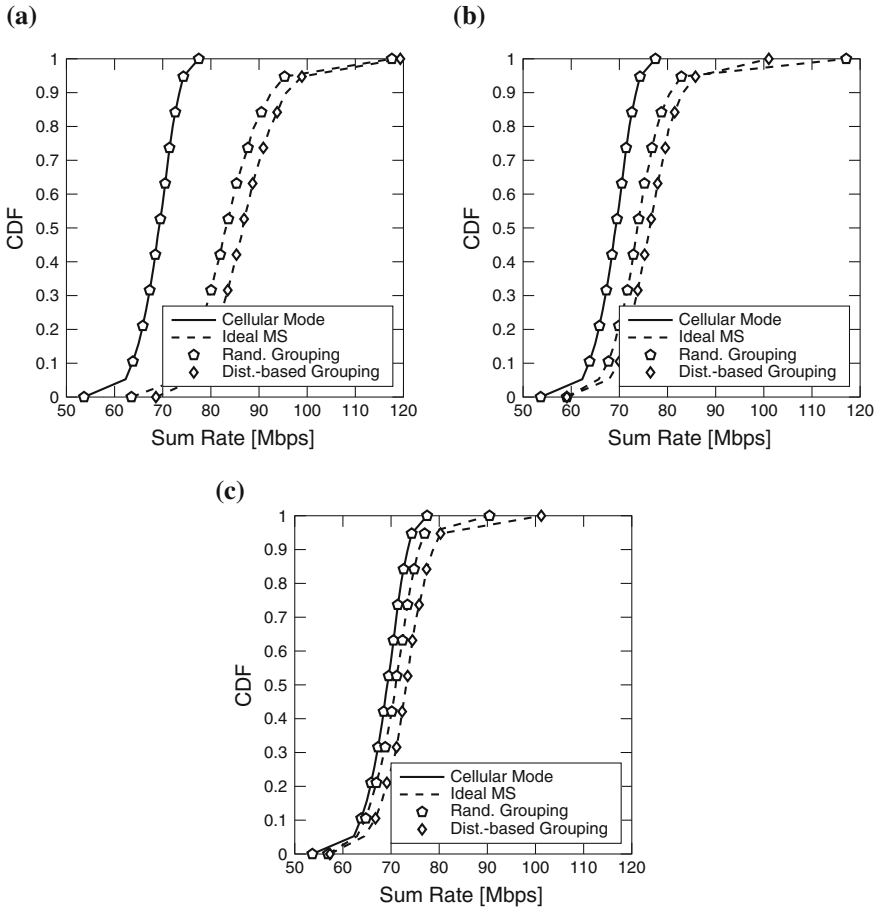 (a)
1
0.9
0.8
0.7
0.6
0.5
0.4
0.3
0.2
0.1
0
CDF
Cellular Mode
Ideal MS
Rand. Grouping
Dist.-based Grouping
50 60 70 80 90 100 110 120
Sum Rate [Mbps]
(b)
1
0.9
0.8
0.7
0.6
0.5
0.4
0.3
0.2
0.1
0
CDF
Cellular Mode
Ideal MS
Rand. Grouping
Dist.-based Grouping
50 60 70 80 90 100 110 120
Sum Rate [Mbps]
(c)
1
0.9
0.8
0.7
0.6
0.5
0.4
0.3
0.2
0.1
0
CDF
Cellular Mode
Ideal MS
Rand. Grouping
Dist.-based Grouping
50 60 70 80 90 100 110 120
Sum Rate [Mbps]